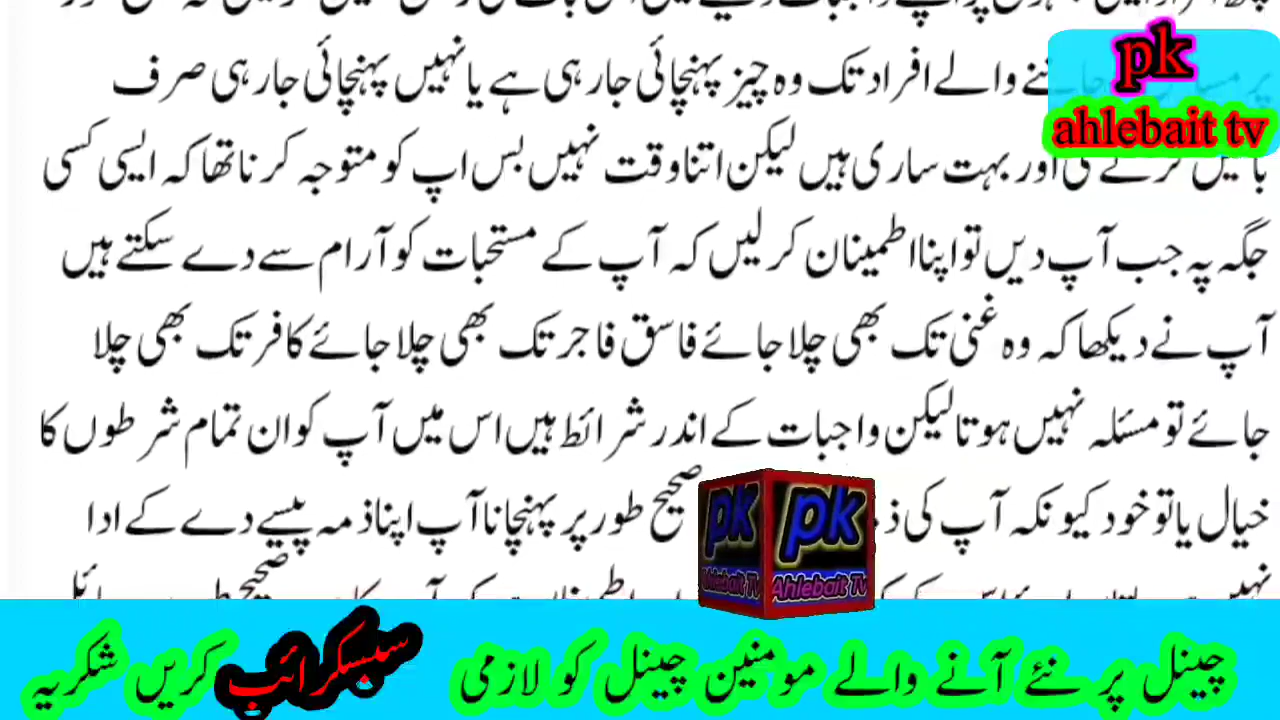 pk
ahlebait tv
والے افراد تک وہ چیز پہنچائی جا رہی ہے یا نہیں پہنچائی جا رہی صرف
اور بہت ساری ہیں لیکن اتنا وقت نہیں بس اپ کو متوجہ کرنا تھا کہ ایسی کسی
جگہ پہ جب آپ دیں تو اپنا اطمینان کر لیں کہ آپ کے مستحبات کو آرام سے دے سکتے ہیں
آپ نے دیکھا کہ وہ غنی تک بھی چلا جائے فاسق فاجر تک بھی چلا جائے کافر تک بھی چلا
جائے تو مسئلہ نہیں ہوتا لیکن واجبات کے اندر شرائط ہیں اس میں آپ کو ان تمام شرطوں کا
خیال یا تو خود کیونکہ آپ کی صحیح طور پر پہنچانا آپ اپنا ذمہ پیسے دے کے ادا
pk pk
Ahlebait Tv Ahlebait Tv
چینل پر نئے آنے والے مومنین چینل کو لازمی سبسکرائب کریں شکریہ